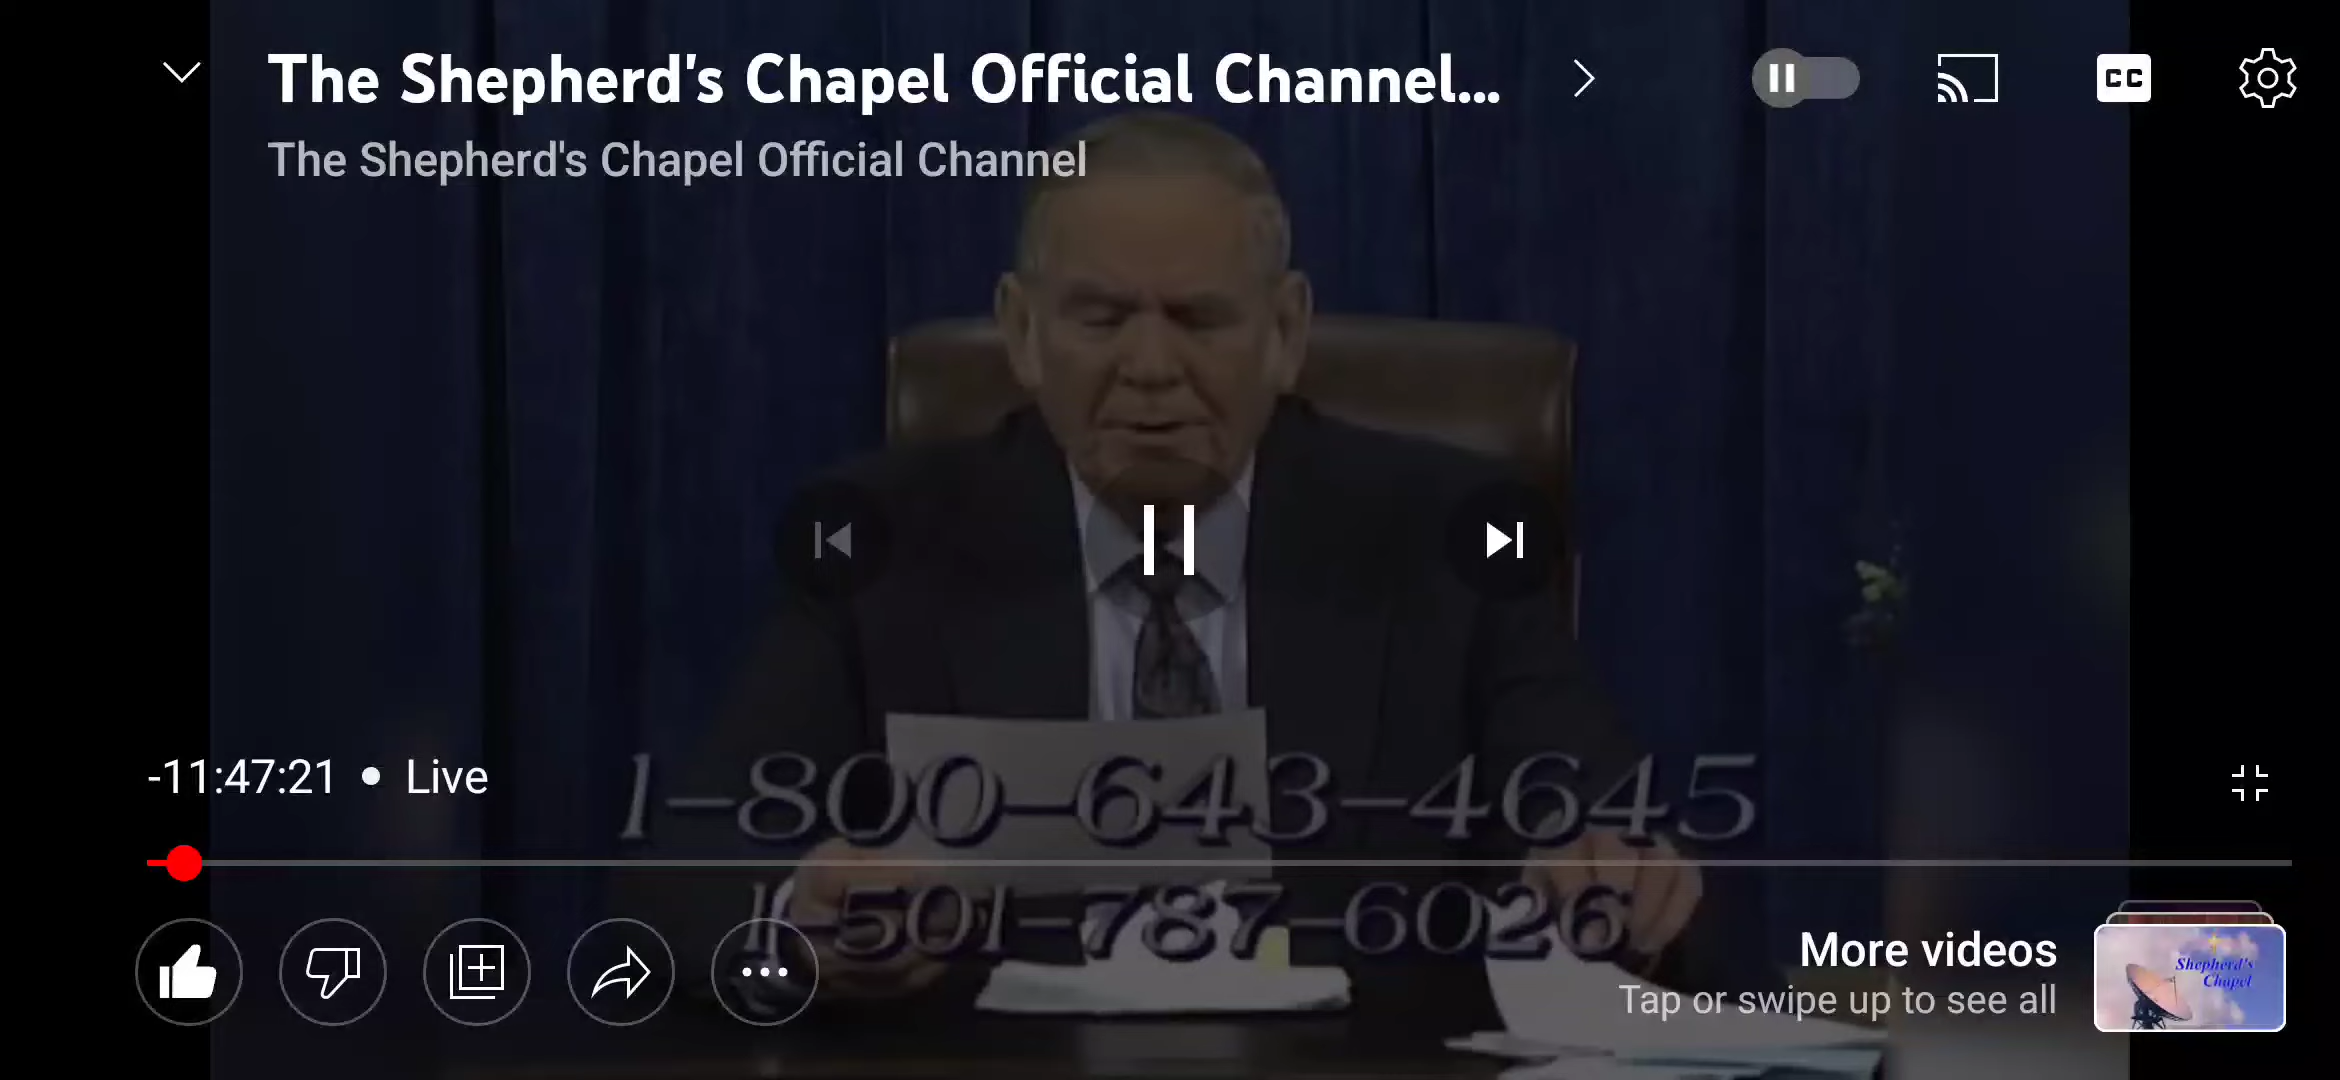 The Shepherd's Chapel Official Channel...
CC
The Shepherd's Chapel Official Channel
-11:47:21 • Live
1-800-643-4645
1-501-787-6026
More videos
Tap or swipe up to see all
Shepherd's
Chapel